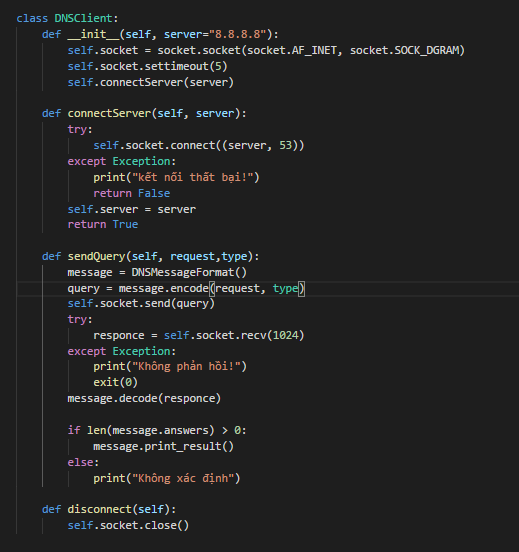 class DNSClient:
    def __init__(self, server="8.8.8.8"):
        self.socket = socket.socket(socket.AF_INET, socket.SOCK_DGRAM)
        self.socket.settimeout(5)
        self.connectServer(server)

    def connectServer(self, server):
        try:
            self.socket.connect((server, 53))
        except Exception:
            print("kết nối thất bại!")
            return False
        self.server = server
        return True

    def sendQuery(self, request,type):
        message = DNSMessageFormat()
        query = message.encode(request, type)
        self.socket.send(query)
        try:
            responce = self.socket.recv(1024)
        except Exception:
            print("Không phản hồi!")
            exit(0)
        message.decode(responce)

        if len(message.answers) > 0:
            message.print_result()
        else:
            print("Không xác định")

    def disconnect(self):
        self.socket.close()